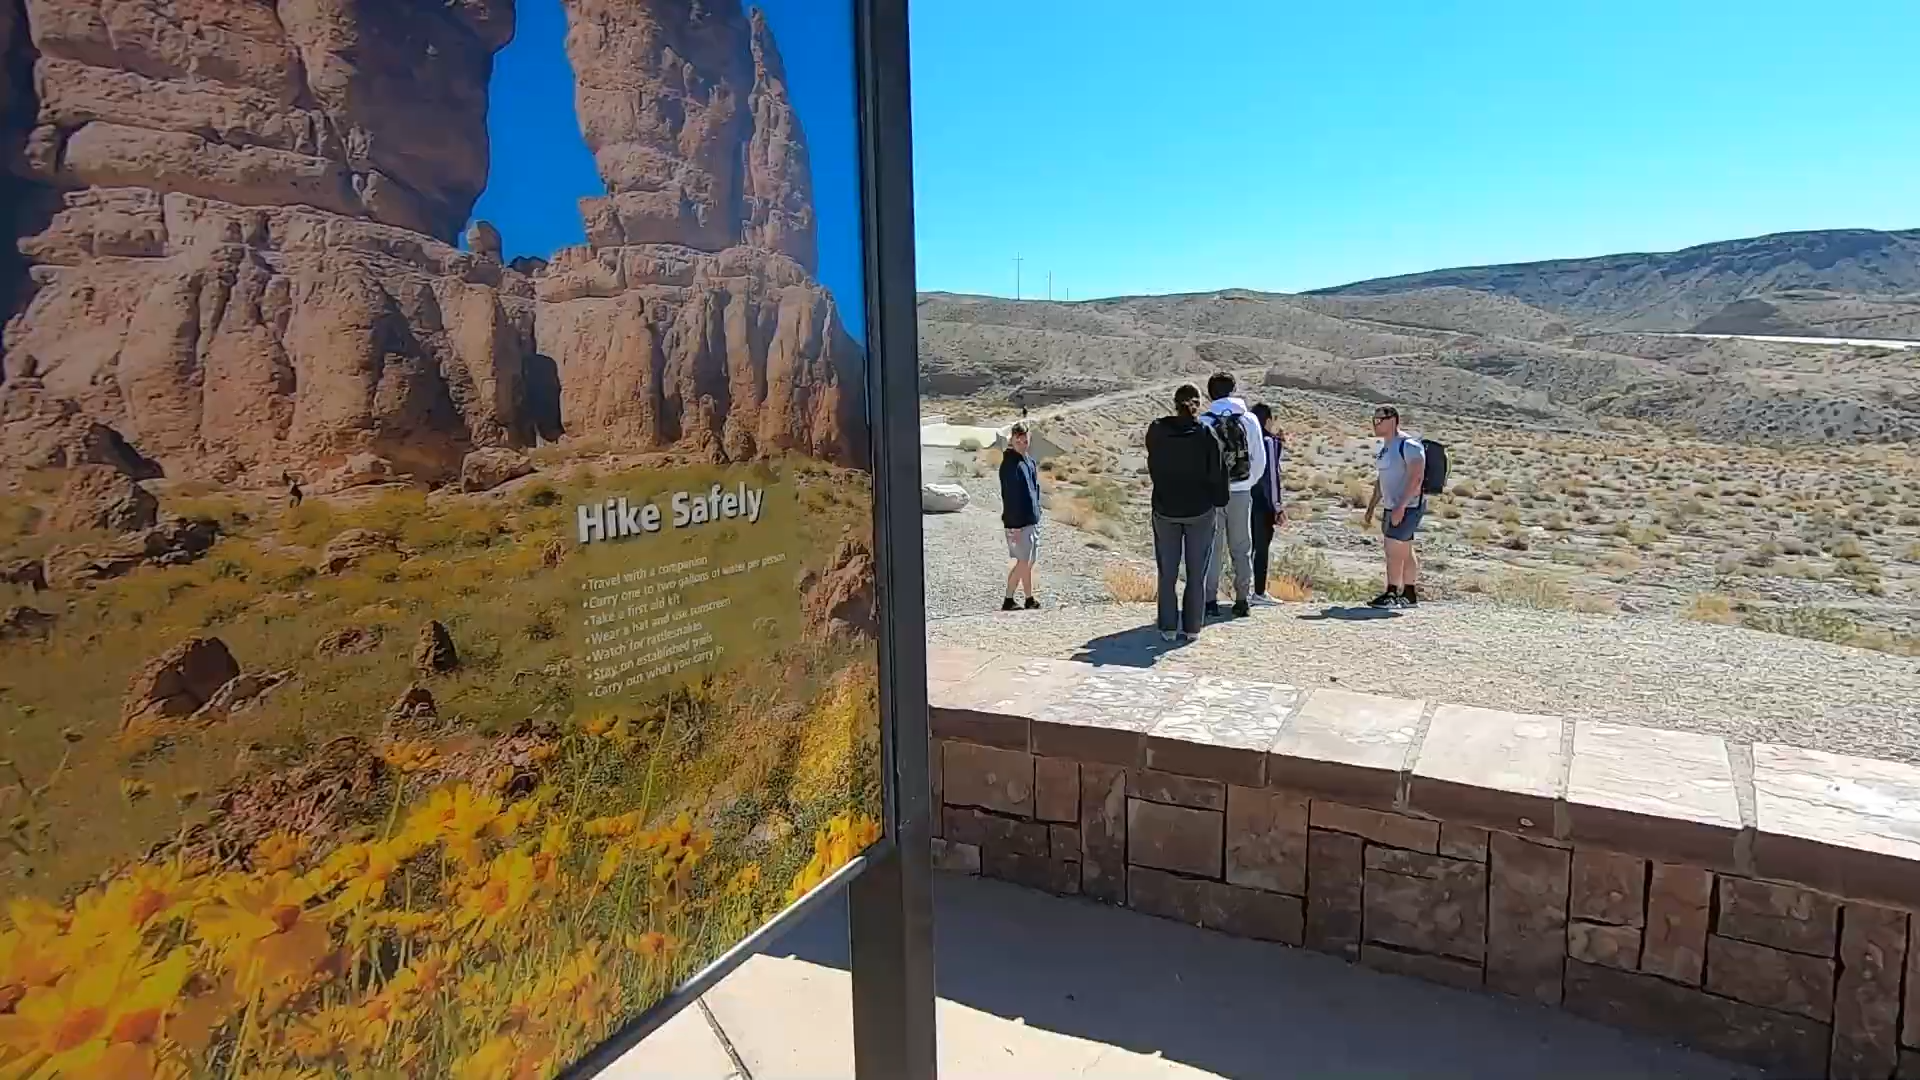 Hike Safely
•Travel with a companion
•Carry one to two gallons of water per person
•Take a first aid kit
•Wear a hat and use sunscreen
•Watch for rattlesnakes
•Stay on established trails
•Carry out what you carry in